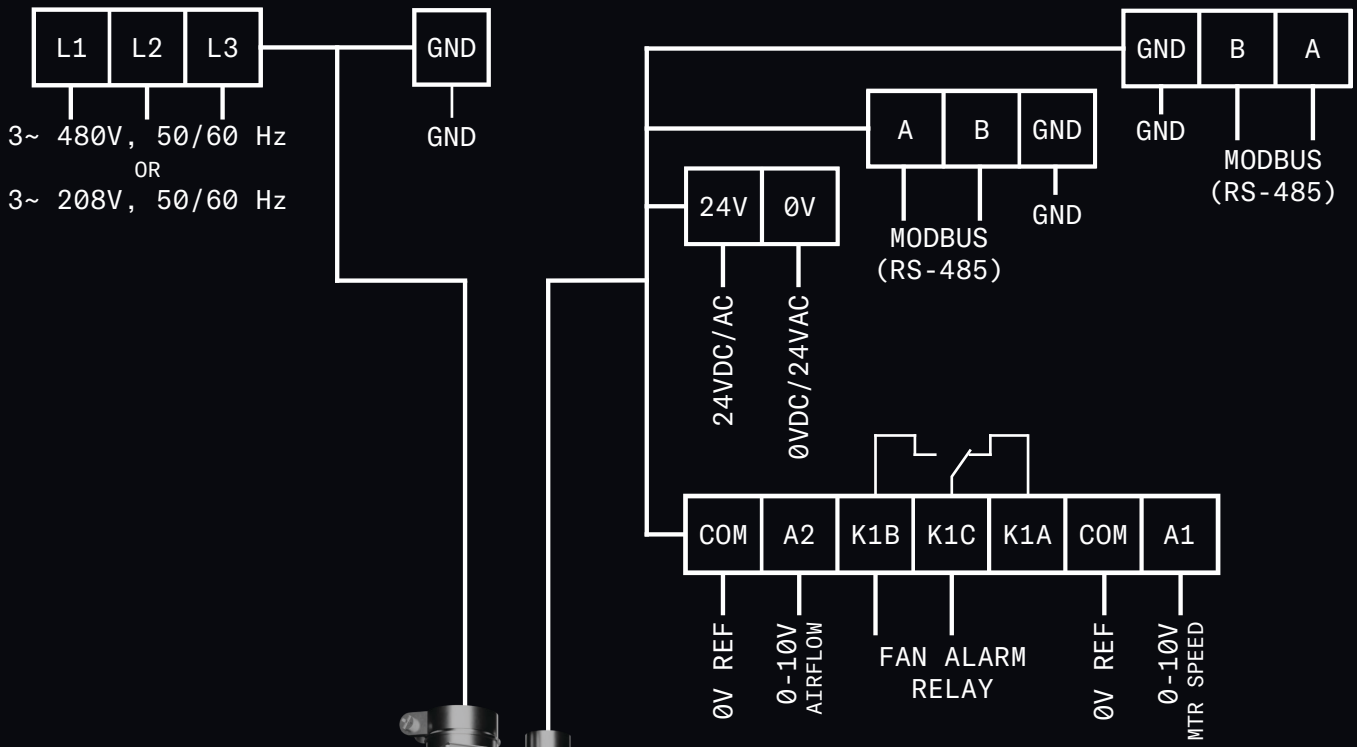 L1 L2 L3
3~ 480V, 50/60 Hz
OR
3~ 208V, 50/60 Hz
GND
GND
GND B A
GND
MODBUS
(RS-485)
A B GND
MODBUS
(RS-485)
GND
24V 0V
24VDC/AC
0VDC/24VAC
COM A2 K1B K1C K1A COM A1
0V REF
0-10V
AIRFLOW
FAN ALARM
RELAY
0V REF
0-10V
MTR SPEED